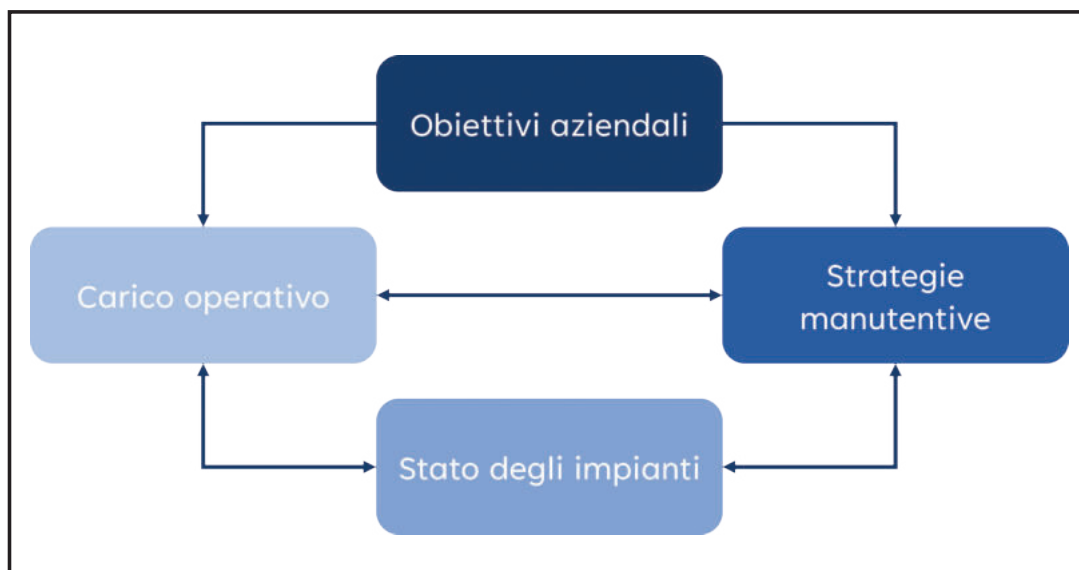 Obiettivi aziendali
Carico operativo
Strategie
manutentive
Stato degli impianti